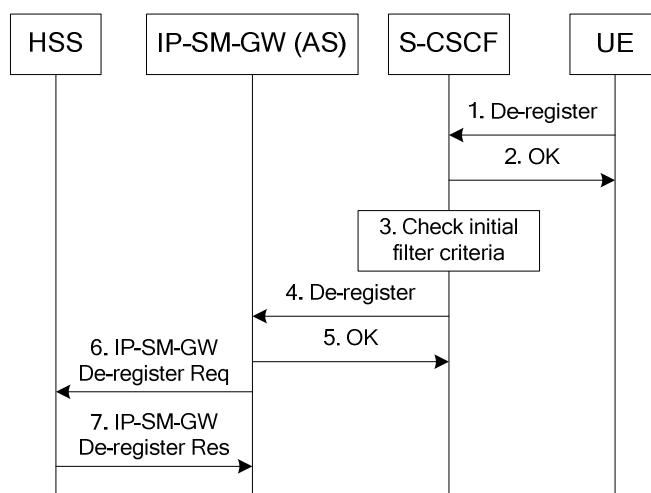 HSS
IP-SM-GW (AS)
S-CSCF
UE
1. De-register
2. OK
3. Check initial
filter criteria
4. De-register
5. OK
6. IP-SM-GW
De-register Req
7. IP-SM-GW
De-register Res